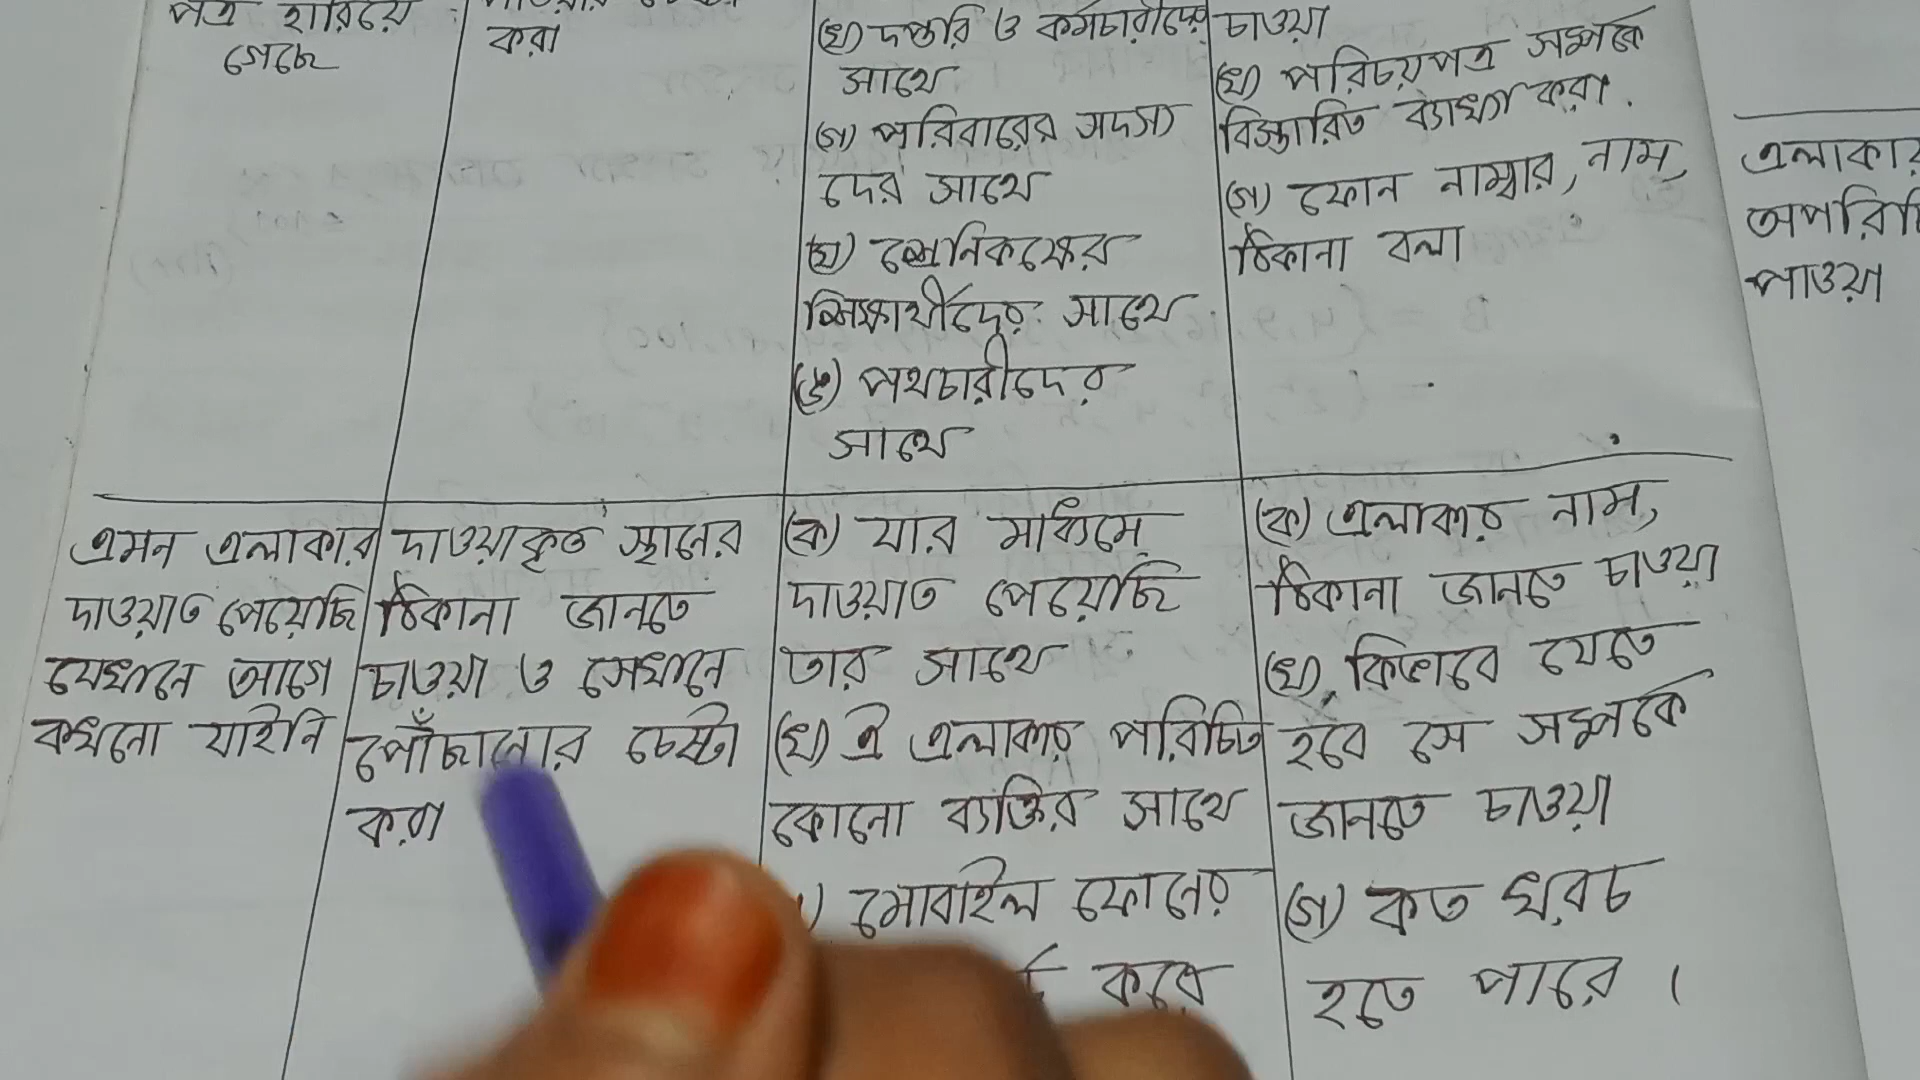 পত্র হারিয়ে
গেছে
করা
(খ) দপ্তরি ও কর্মচারীদের
সাথে
(গ) পরিবারের সদস্য
দের সাথে
(ঘ) শ্রেনিকক্ষের
শিক্ষার্থীদের সাথে
(ঙ) পথচারীদের
সাথে
চাওয়া
(খ) পরিচয়পত্র সম্পর্কে
বিস্তারিত ব্যাখ্যা করা.
(গ) ফোন নাম্বার, নাম,
ঠিকানা বলা
এমন এলাকার
দাওয়াত পেয়েছি
যেখানে আগে
কখনো যাইনি
দাওয়াকৃত স্থানের
ঠিকানা জানতে
চাওয়া ও সেখানে
পৌঁছানোর চেষ্টা
করা
(ক) যার মাধ্যমে
দাওয়াত পেয়েছি
তার সাথে
(খ) ঐ এলাকার পরিচিত
কোনো ব্যক্তির সাথে
মোবাইল ফোনের
করে
(ক) এলাকার নাম,
ঠিকানা জানতে চাওয়া
(খ) কিভাবে যেতে
হবে সে সম্পর্কে
জানতে চাওয়া
(গ) কত খরচ
হতে পারে ।
এলাকায়
পাওয়া